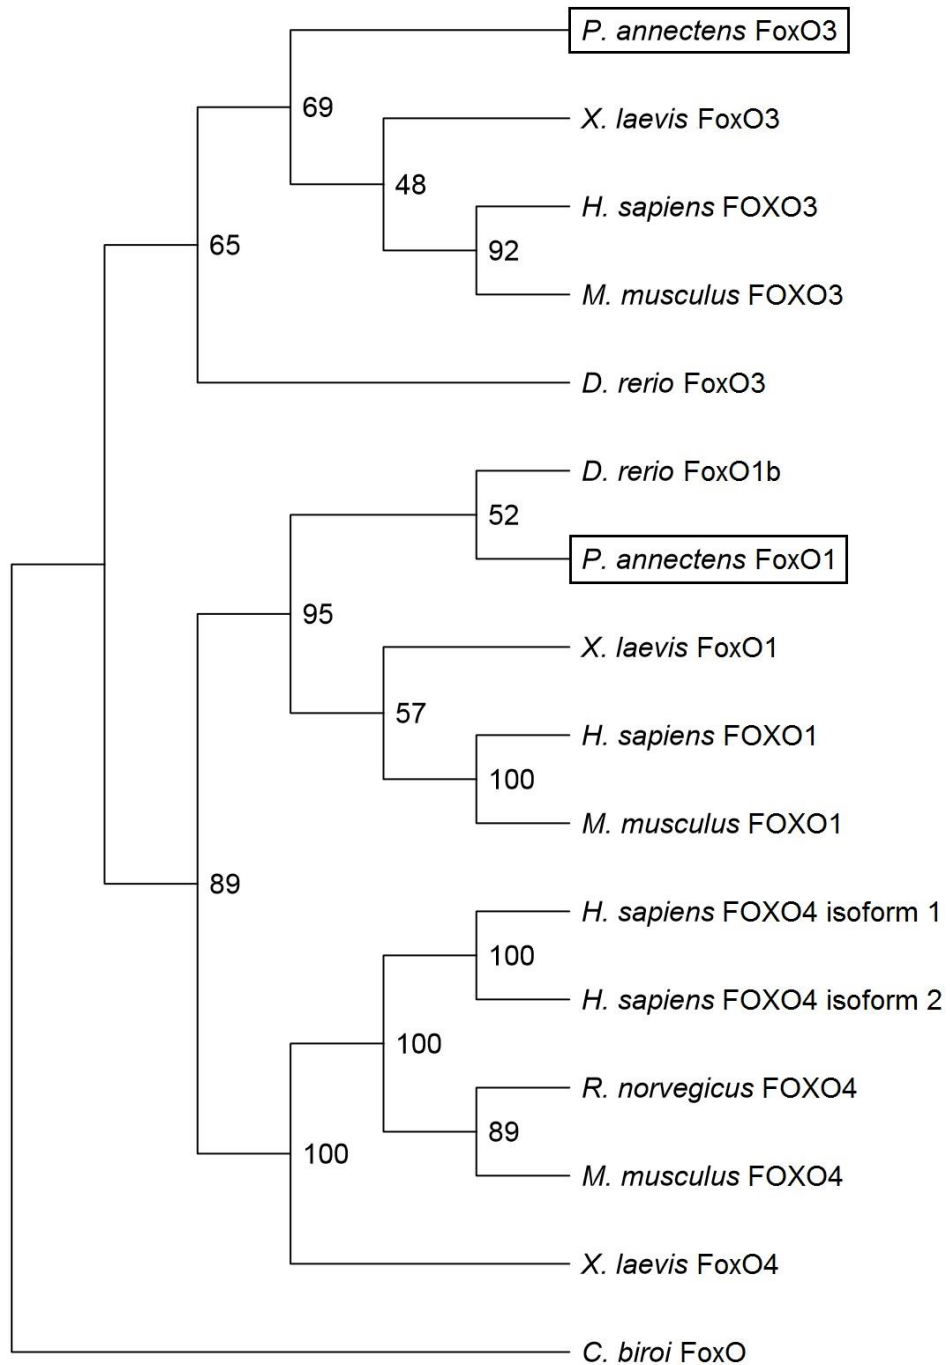 P. annectens FoxO3
69
X. laevis FoxO3
48
H. sapiens FOXO3
65
92
M. musculus FOXO3
D. rerio FoxO3
D. rerio FoxO1b
52
P. annectens FoxO1
95
X. laevis FoxO1
57
H. sapiens FOXO1
100
M. musculus FOXO1
89
H. sapiens FOXO4 isoform 1
100
H. sapiens FOXO4 isoform 2
100
R. norvegicus FOXO4
89
100
M. musculus FOXO4
X. laevis FoxO4
C. biroi FoxO